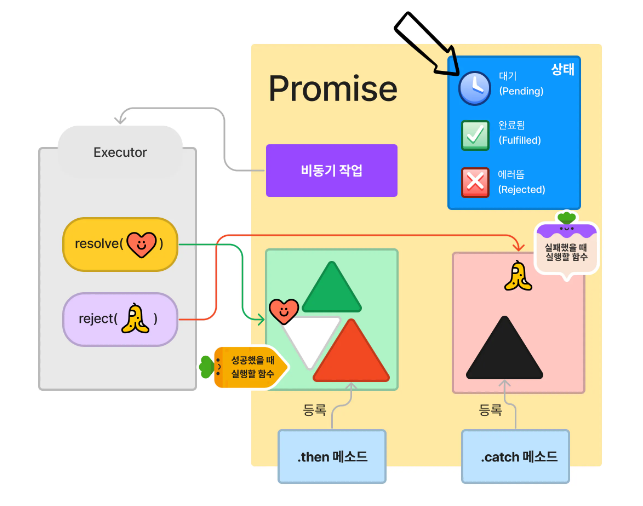 Promise
상태
대기
(Pending)
완료됨
(Fulfilled)
에러뜸
(Rejected)
Executor
비동기 작업
resolve( )
reject( )
실패했을 때
실행할 함수
성공했을 때
실행할 함수
등록
등록
.then 메소드
.catch 메소드